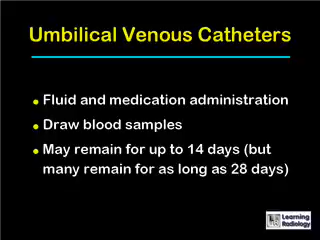 Umbilical Venous Catheters
Fluid and medication administration
Draw blood samples
May remain for up to 14 days (but
many remain for as long as 28 days)
Learning
Radiology